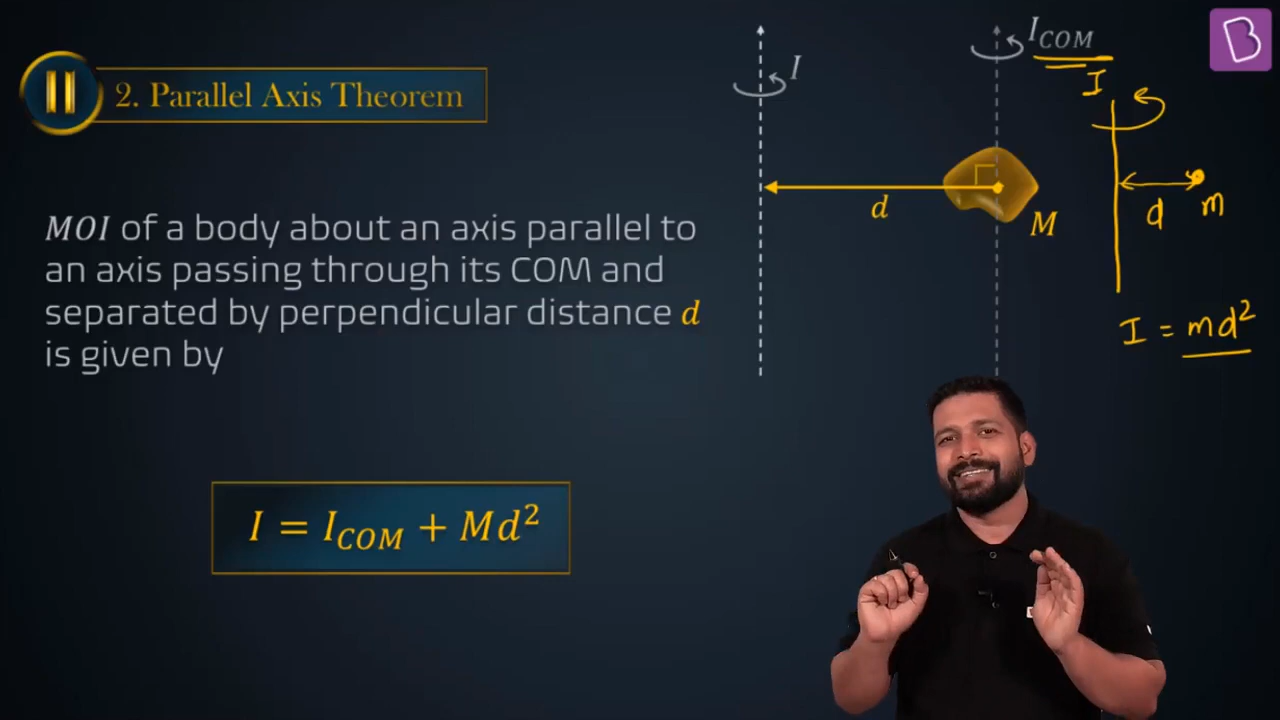 2. Parallel Axis Theorem
MOI of a body about an axis parallel to
an axis passing through its COM and
separated by perpendicular distance d
is given by
I = I_COM + Md²
I
I_COM
d
M
I
d
m
I = md²
B